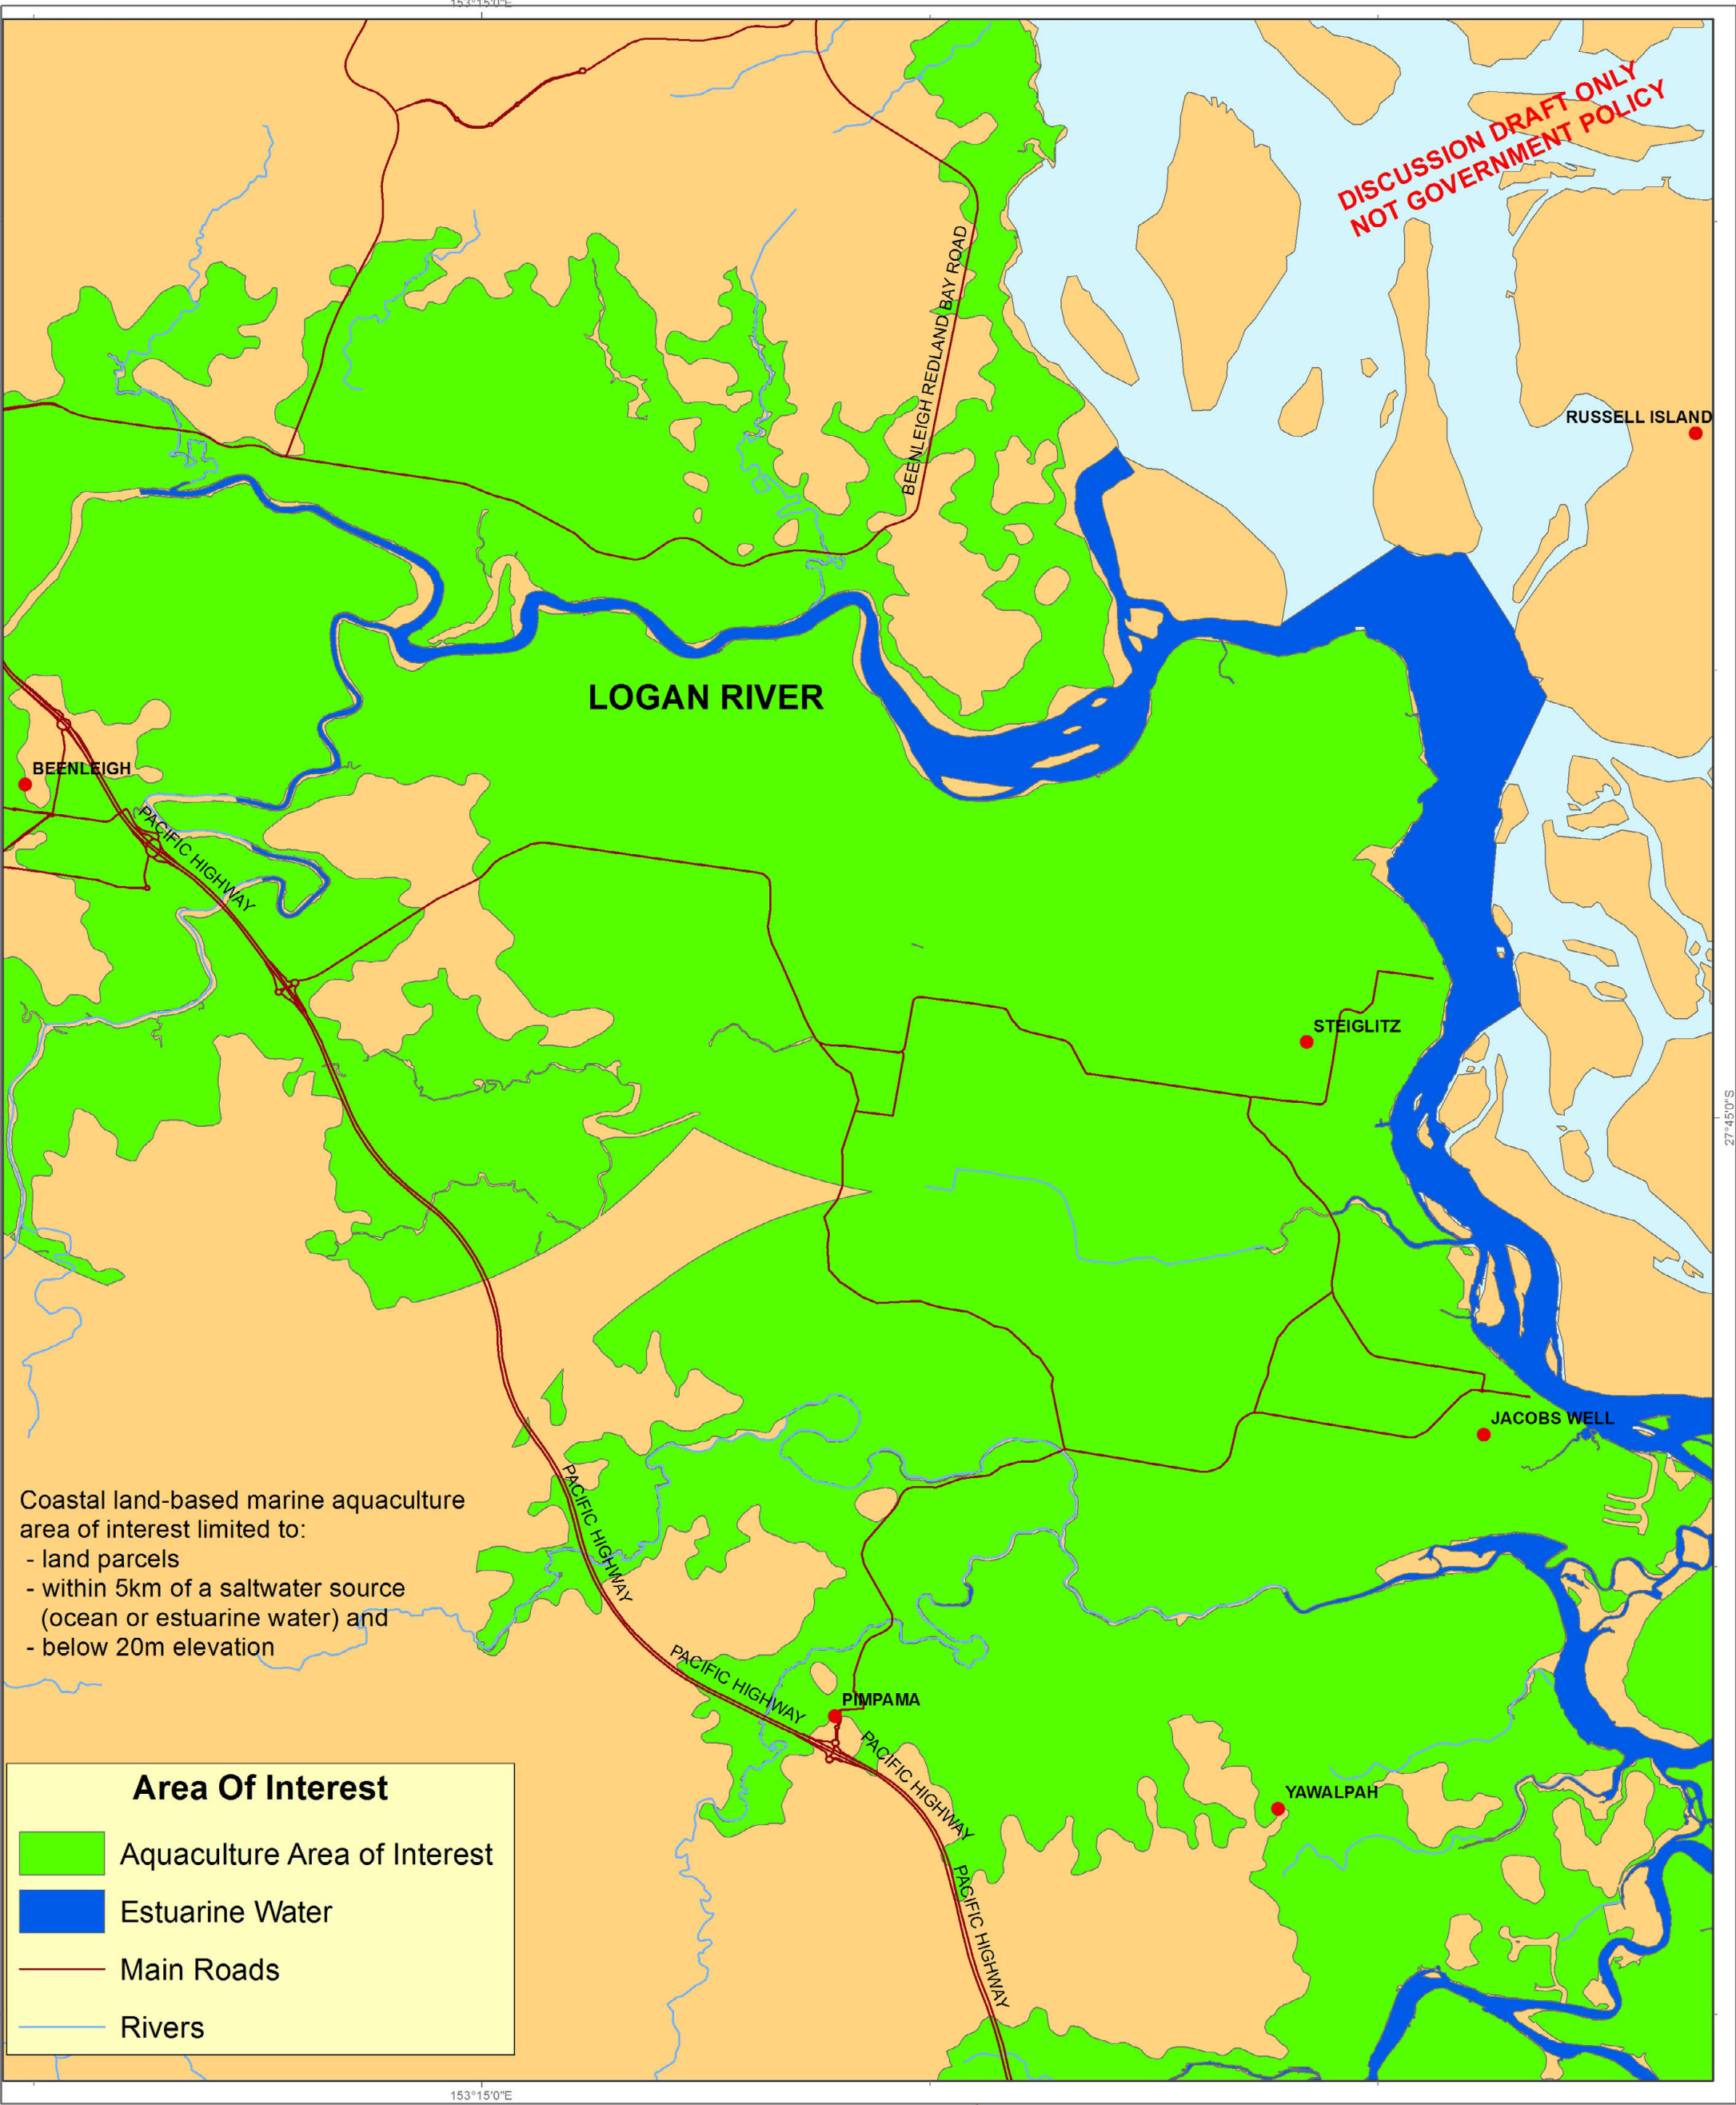 153°15'0"E
DISCUSSION DRAFT ONLY
NOT GOVERNMENT POLICY
BEENLEIGH REDLAND BAY ROAD
RUSSELL ISLAND
LOGAN RIVER
BEENLEIGH
PACIFIC HIGHWAY
STEIGLITZ
27°45'0"S
JACOBS WELL
PACIFIC HIGHWAY
Coastal land-based marine aquaculture
area of interest limited to:
- land parcels
- within 5km of a saltwater source
(ocean or estuarine water) and
- below 20m elevation
PACIFIC HIGHWAY
PIMPAMA
PACIFIC HIGHWAY
YAWALPAH
PACIFIC HIGHWAY
Area Of Interest
Aquaculture Area of Interest
Estuarine Water
Main Roads
Rivers
153°15'0"E